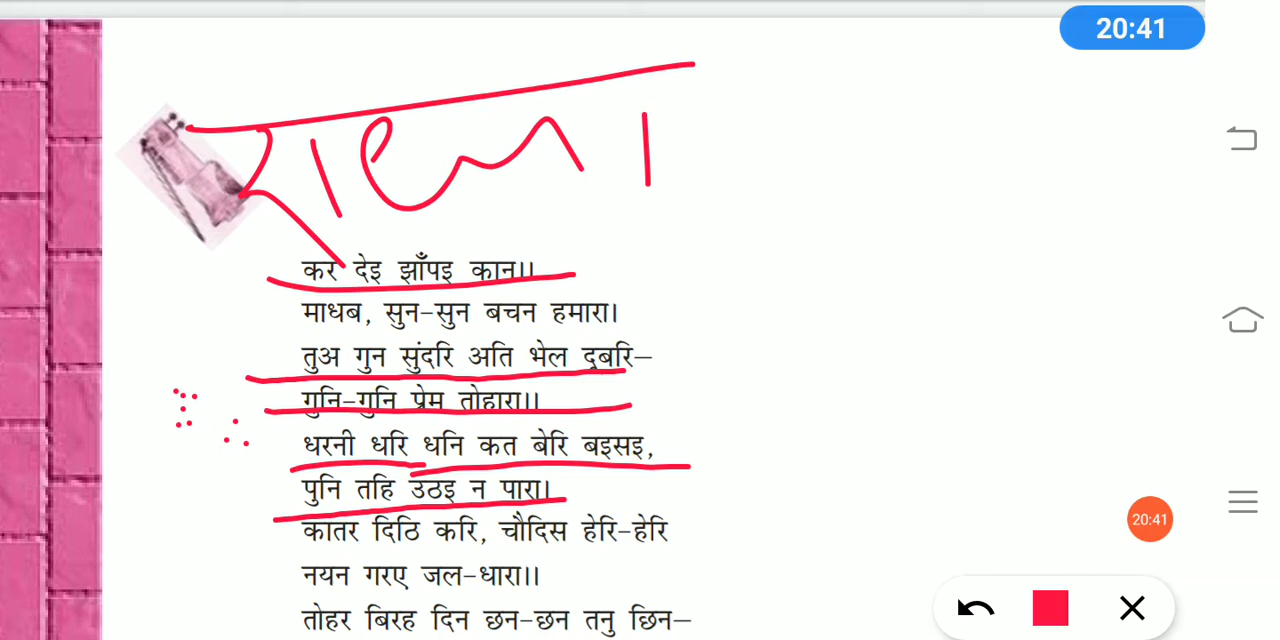 20:41
कर देइ झाँपइ कान।।
माधब, सुन-सुन बचन हमारा।
तुअ गुन सुंदरि अति भेल दूबरि—
गुनि-गुनि प्रेम तोहारा।।
धरनी धरि धनि कत बेरि बइसइ,
पुनि तहि उठइ न पारा।
कातर दिठि करि, चौदिस हेरि-हेरि
नयन गरए जल-धारा।।
तोहर बिरह दिन छन-छन तनु छिन—
20:41